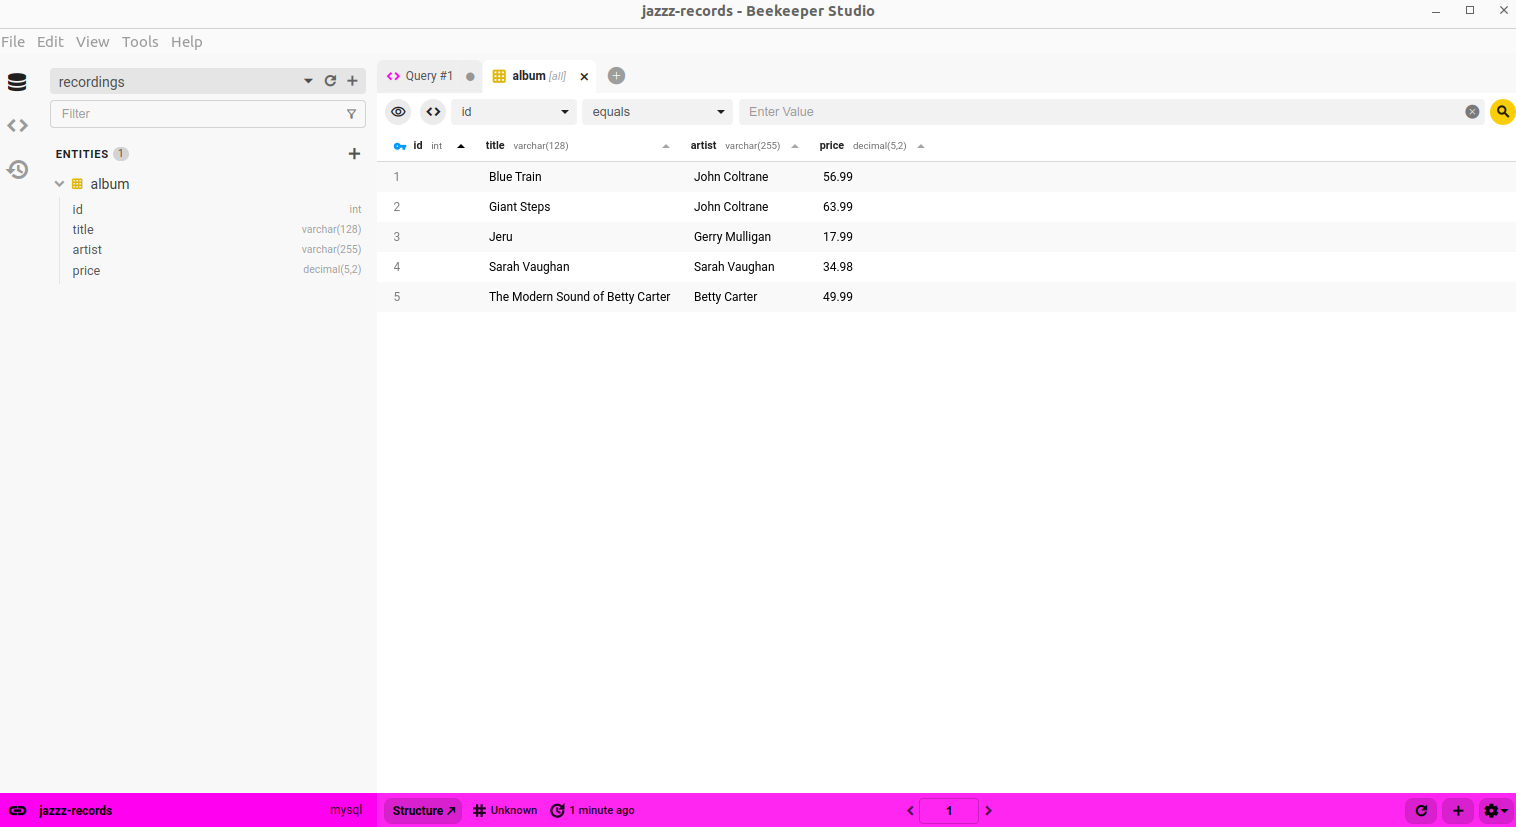 jazzz-records - Beekeeper Studio
File Edit View Tools Help
recordings
Filter
ENTITIES 1
album
id int
title varchar(128)
artist varchar(255)
price decimal(5,2)
Query #1 album [all]
id equals Enter Value
id int title varchar(128) artist varchar(255) price decimal(5,2)
1 Blue Train John Coltrane 56.99
2 Giant Steps John Coltrane 63.99
3 Jeru Gerry Mulligan 17.99
4 Sarah Vaughan Sarah Vaughan 34.98
5 The Modern Sound of Betty Carter Betty Carter 49.99
jazzz-records mysql Structure Unknown 1 minute ago 1